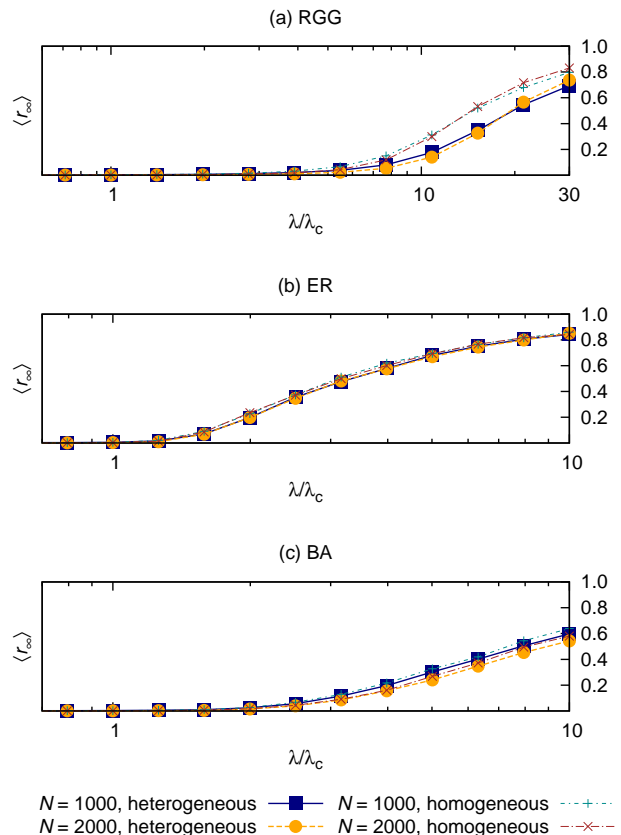 (a) RGG
1.0
0.8
0.6
0.4
0.2
⟨r∞⟩
1
10
30
λ/λc
(b) ER
1.0
0.8
0.6
0.4
0.2
⟨r∞⟩
1
10
λ/λc
(c) BA
1.0
0.8
0.6
0.4
0.2
⟨r∞⟩
1
10
λ/λc
N = 1000, heterogeneous N = 1000, homogeneous
N = 2000, heterogeneous N = 2000, homogeneous